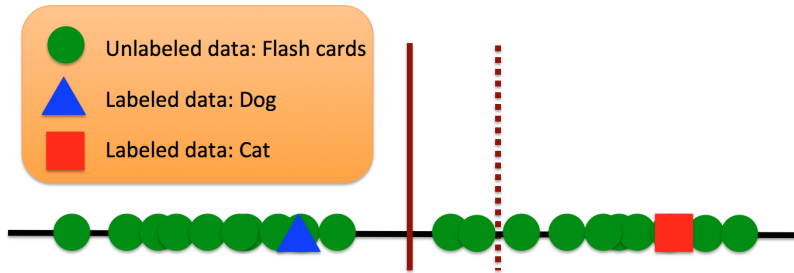 Unlabeled data: Flash cards
Labeled data: Dog
Labeled data: Cat